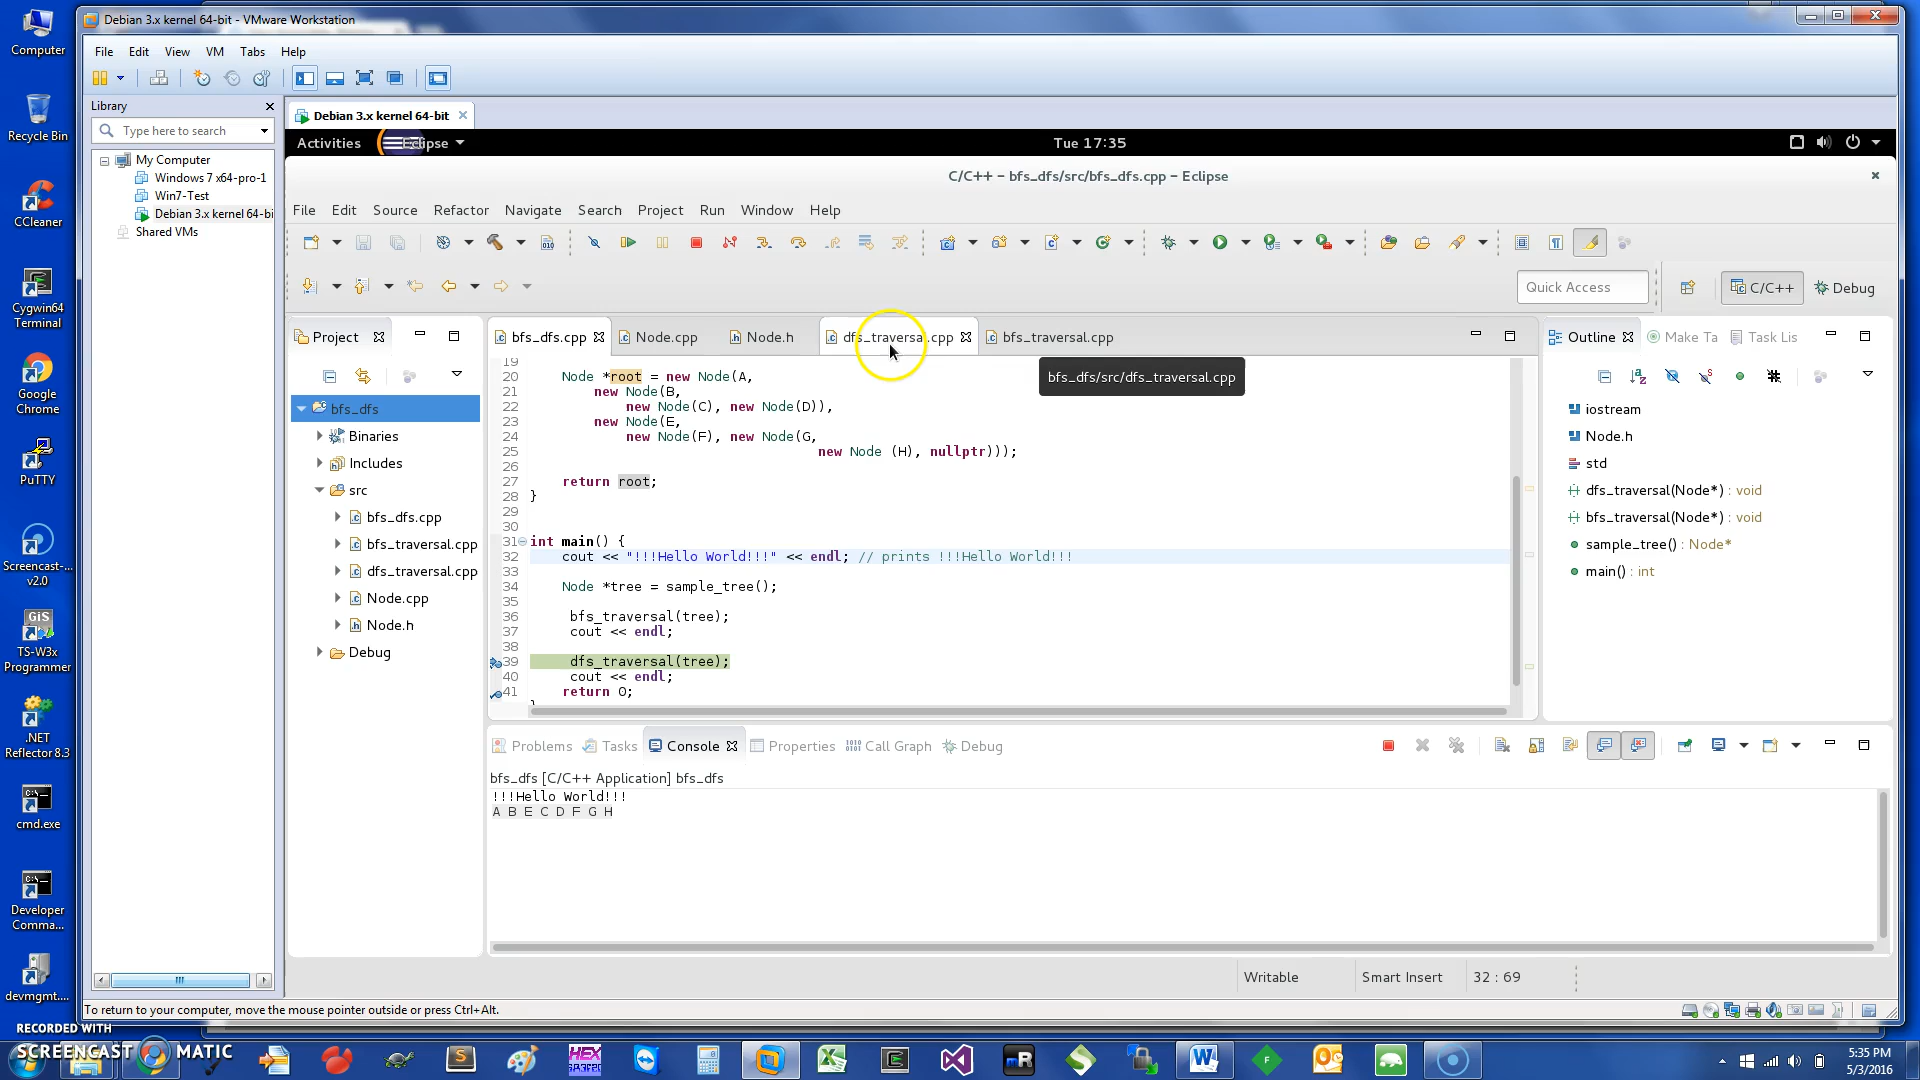 Debian 3.x kernel 64-bit - VMware Workstation
File Edit View VM Tabs Help
Library
Type here to search
My Computer
Windows 7 x64-pro-1
Win7-Test
Debian 3.x kernel 64-bi
Shared VMs
Debian 3.x kernel 64-bit
Activities Eclipse Tue 17:35
C/C++ – bfs_dfs/src/bfs_dfs.cpp – Eclipse
File Edit Source Refactor Navigate Search Project Run Window Help
Quick Access C/C++ Debug
Project
bfs_dfs
Binaries
Includes
src
bfs_dfs.cpp
bfs_traversal.cpp
dfs_traversal.cpp
Node.cpp
Node.h
Debug
bfs_dfs.cpp Node.cpp Node.h dfs_traversal.cpp bfs_traversal.cpp
bfs_dfs/src/dfs_traversal.cpp
19
20 Node *root = new Node(A,
21 new Node(B,
22 new Node(C), new Node(D)),
23 new Node(E,
24 new Node(F), new Node(G,
25 new Node (H), nullptr)));
26
27 return root;
28 }
29
30
31 int main() {
32 cout << "!!!Hello World!!!" << endl; // prints !!!Hello World!!!
33
34 Node *tree = sample_tree();
35
36 bfs_traversal(tree);
37 cout << endl;
38
39 dfs_traversal(tree);
40 cout << endl;
41 return 0;
Outline Make Ta Task Lis
iostream
Node.h
std
dfs_traversal(Node*) : void
bfs_traversal(Node*) : void
sample_tree() : Node*
main() : int
Problems Tasks Console Properties Call Graph Debug
bfs_dfs [C/C++ Application] bfs_dfs
!!!Hello World!!!
A B E C D F G H
Writable Smart Insert 32 : 69
To return to your computer, move the mouse pointer outside or press Ctrl+Alt.
Computer
Recycle Bin
CCleaner
Cygwin64
Terminal
Google
Chrome
PuTTY
Screencast-...
v2.0
GiS
TS-W3x
Programmer
.NET
Reflector 8.3
cmd.exe
Developer
Comma...
devmgmt....
RECORDED WITH
SCREENCAST MATIC
HEX
5:35 PM
5/3/2016